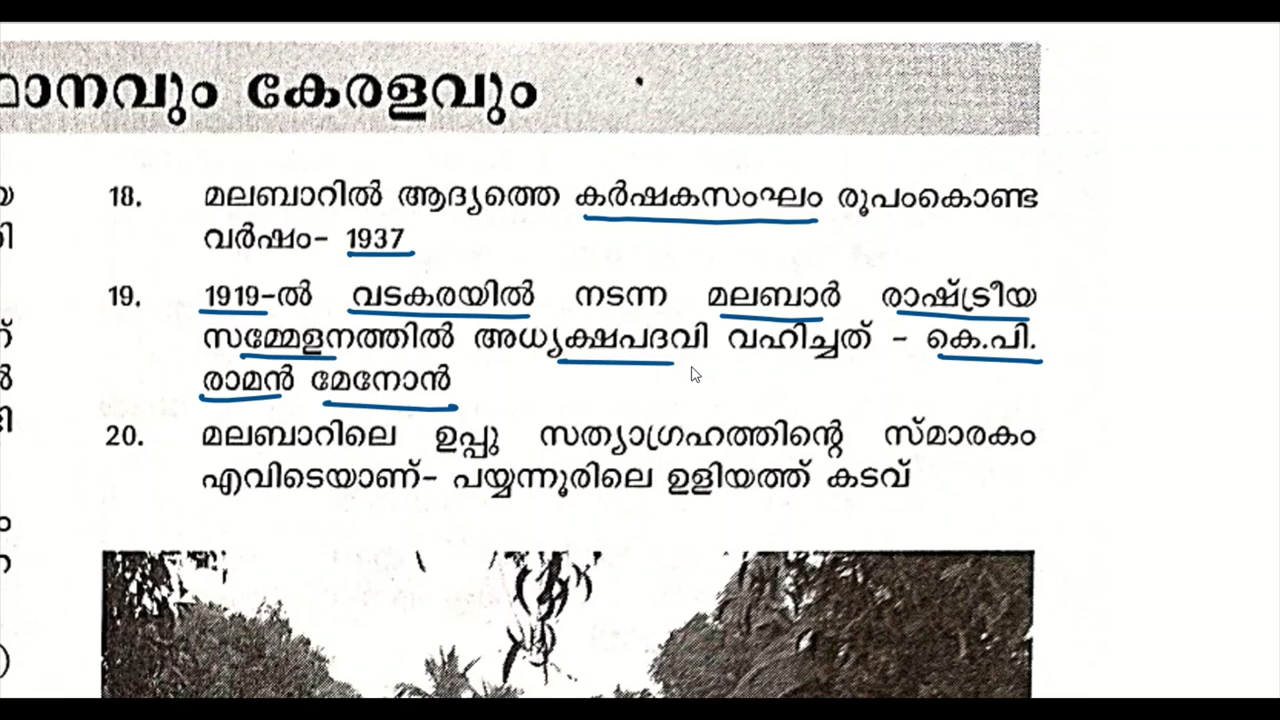 കേരളവും
18. മലബാറിൽ ആദ്യത്തെ കർഷകസംഘം രൂപംകൊണ്ട
വർഷം- 1937
19. 1919-ൽ വടകരയിൽ നടന്ന മലബാർ രാഷ്ട്രീയ
സമ്മേളനത്തിൽ അധ്യക്ഷപദവി വഹിച്ചത് - കെ.പി.
രാമൻ മേനോൻ
20. മലബാറിലെ ഉപ്പു സത്യാഗ്രഹത്തിന്റെ സ്മാരകം
എവിടെയാണ്- പയ്യന്നൂരിലെ ഉളിയത്ത് കടവ്